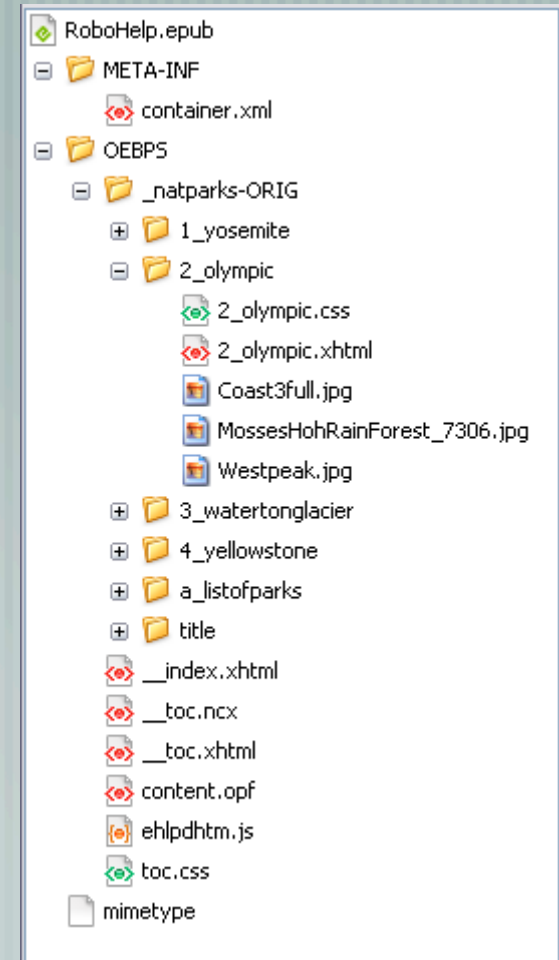 RoboHelp.epub
META-INF
container.xml
OEBPS
_natparks-ORIG
1_yosemite
2_olympic
2_olympic.css
2_olympic.xhtml
Coast3full.jpg
MossesHohRainForest_7306.jpg
Westpeak.jpg
3_watertonglacier
4_yellowstone
a_listofparks
title
__index.xhtml
__toc.ncx
__toc.xhtml
content.opf
ehlpdhtm.js
toc.css
mimetype